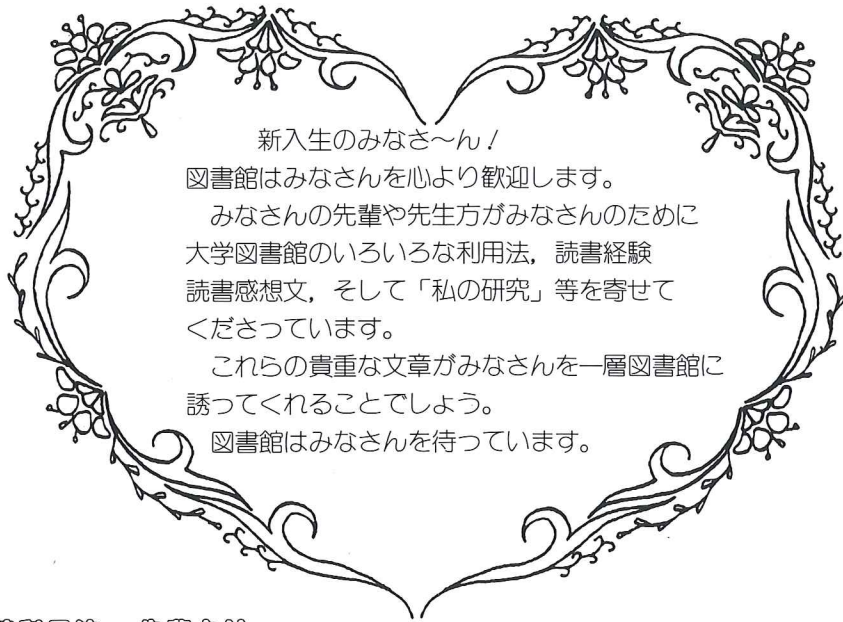 新入生のみなさ〜ん！
図書館はみなさんを心より歓迎します。
みなさんの先輩や先生方がみなさんのために
大学図書館のいろいろな利用法，読書経験
読書感想文，そして「私の研究」等を寄せて
くださっています。
これらの貴重な文章がみなさんを一層図書館に
誘ってくれることでしょう。
図書館はみなさんを待っています。